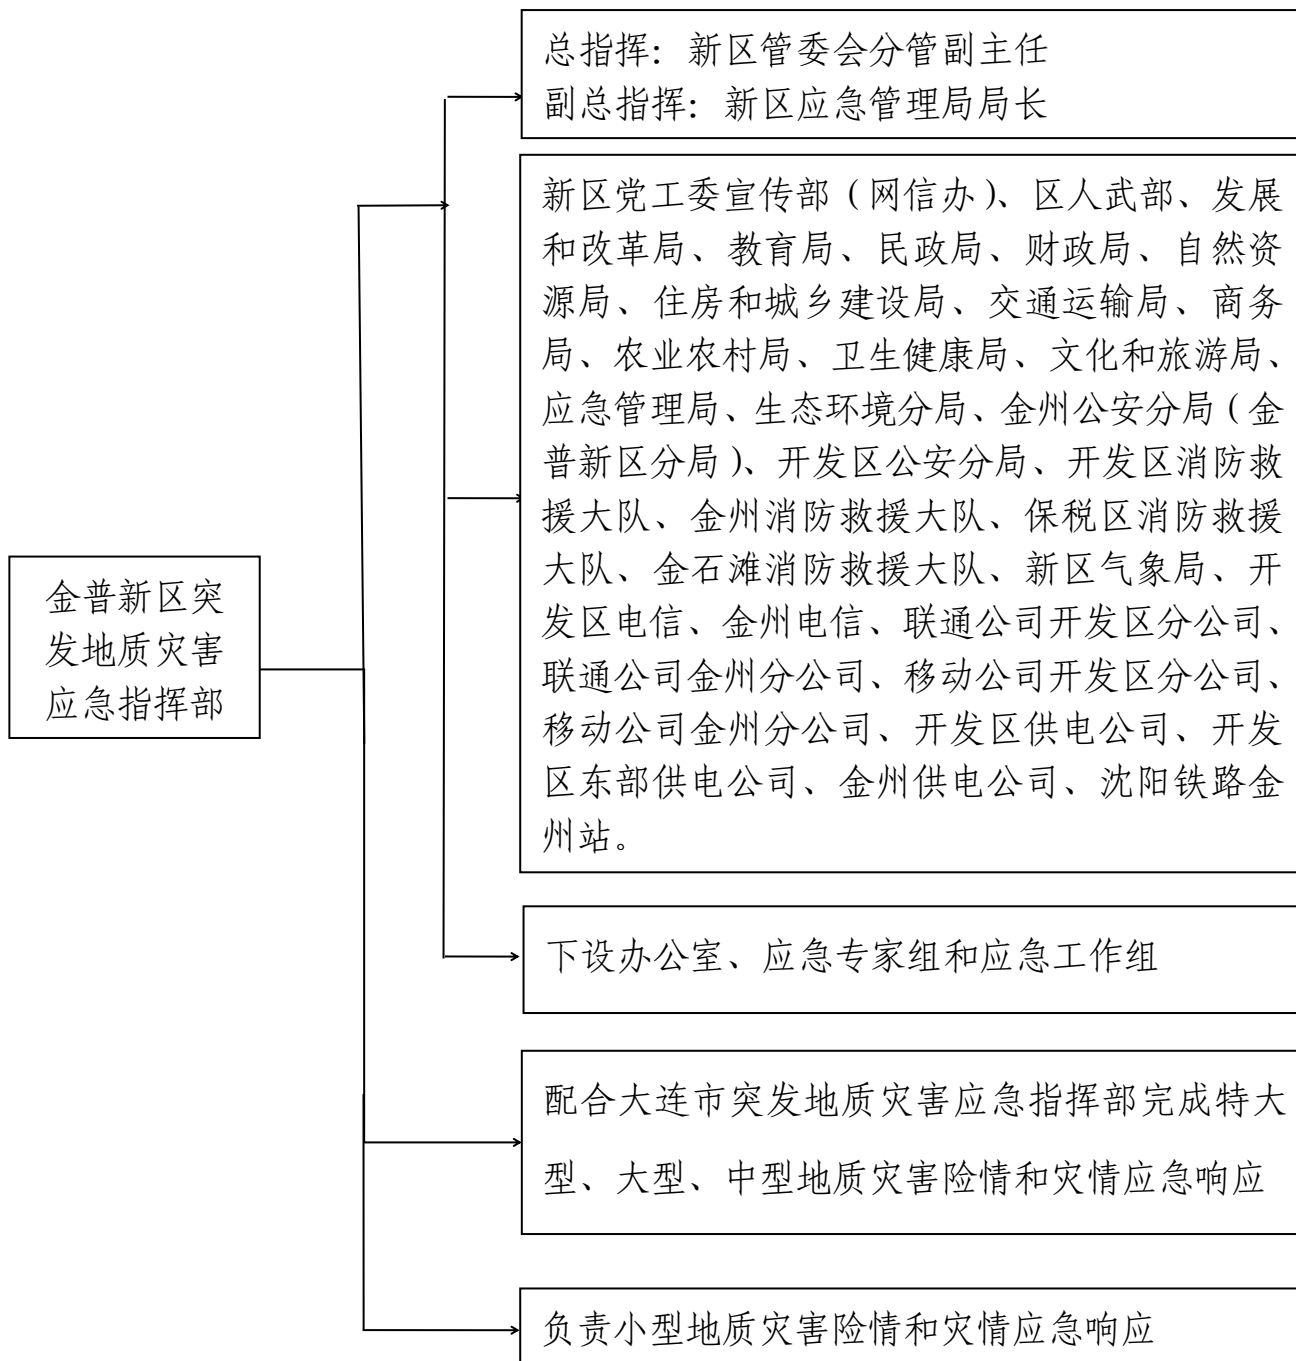 金普新区突
发地质灾害
应急指挥部
总指挥：新区管委会分管副主任
副总指挥：新区应急管理局局长
新区党工委宣传部（网信办）、区人武部、发展
和改革局、教育局、民政局、财政局、自然资
源局、住房和城乡建设局、交通运输局、商务
局、农业农村局、卫生健康局、文化和旅游局、
应急管理局、生态环境分局、金州公安分局（金
普新区分局）、开发区公安分局、开发区消防救
援大队、金州消防救援大队、保税区消防救援
大队、金石滩消防救援大队、新区气象局、开
发区电信、金州电信、联通公司开发区分公司、
联通公司金州分公司、移动公司开发区分公司、
移动公司金州分公司、开发区供电公司、开发
区东部供电公司、金州供电公司、沈阳铁路金
州站。
下设办公室、应急专家组和应急工作组
配合大连市突发地质灾害应急指挥部完成特大
型、大型、中型地质灾害险情和灾情应急响应
负责小型地质灾害险情和灾情应急响应